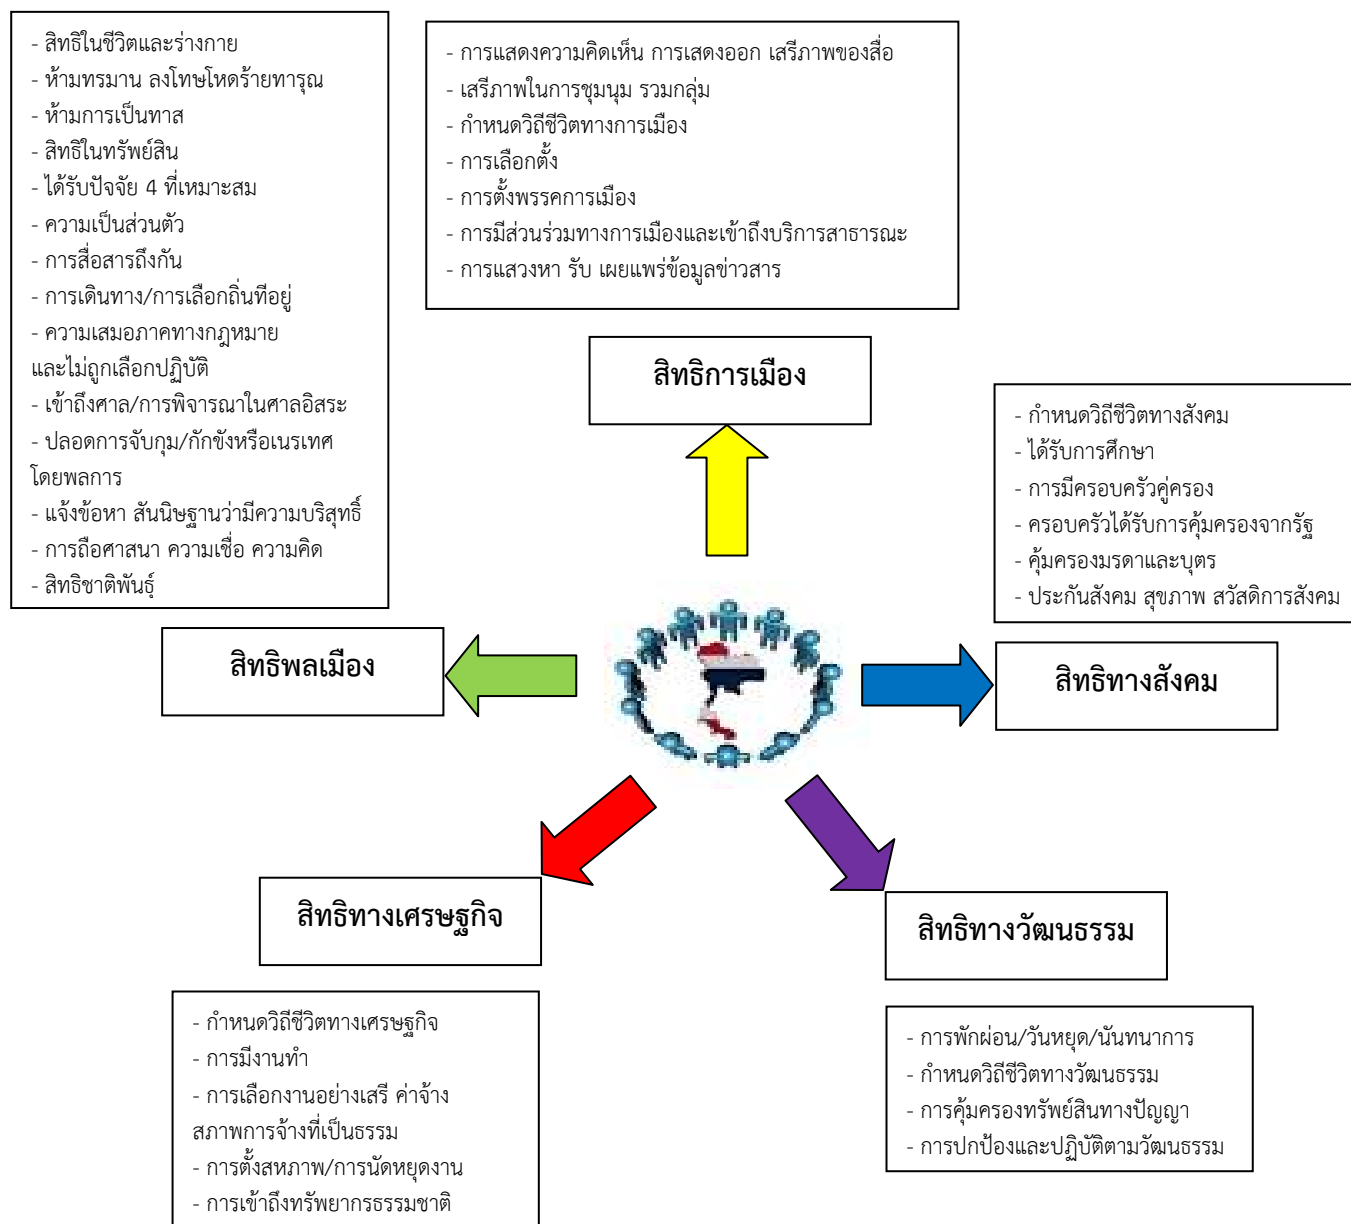 - สิทธิในชีวิตและร่างกาย
- ห้ามทรมาน ลงโทษโหดร้ายทารุณ
- ห้ามการเป็นทาส
- สิทธิในทรัพย์สิน
- ได้รับปัจจัย 4 ที่เหมาะสม
- ความเป็นส่วนตัว
- การสื่อสารถึงกัน
- การเดินทาง/การเลือกถิ่นที่อยู่
- ความเสมอภาคทางกฎหมาย
และไม่ถูกเลือกปฏิบัติ
- เข้าถึงศาล/การพิจารณาในศาลอิสระ
- ปลอดการจับกุม/กักขังหรือเนรเทศ
โดยพลการ
- แจ้งข้อหา สันนิษฐานว่ามีความบริสุทธิ์
- การถือศาสนา ความเชื่อ ความคิด
- สิทธิชาติพันธุ์
สิทธิพลเมือง
- การแสดงความคิดเห็น การเสดงออก เสรีภาพของสื่อ
- เสรีภาพในการชุมนุม รวมกลุ่ม
- กำหนดวิถีชีวิตทางการเมือง
- การเลือกตั้ง
- การตั้งพรรคการเมือง
- การมีส่วนร่วมทางการเมืองและเข้าถึงบริการสาธารณะ
- การแสวงหา รับ เผยแพร่ข้อมูลข่าวสาร
สิทธิการเมือง
- กำหนดวิถีชีวิตทางสังคม
- ได้รับการศึกษา
- การมีครอบครัวคู่ครอง
- ครอบครัวได้รับการคุ้มครองจากรัฐ
- คุ้มครองมรดาและบุตร
- ประกันสังคม สุขภาพ สวัสดิการสังคม
สิทธิทางสังคม
สิทธิทางเศรษฐกิจ
- กำหนดวิถีชีวิตทางเศรษฐกิจ
- การมีงานทำ
- การเลือกงานอย่างเสรี ค่าจ้าง
สภาพการจ้างที่เป็นธรรม
- การตั้งสหภาพ/การนัดหยุดงาน
- การเข้าถึงทรัพยากรธรรมชาติ
สิทธิทางวัฒนธรรม
- การพักผ่อน/วันหยุด/นันทนาการ
- กำหนดวิถีชีวิตทางวัฒนธรรม
- การคุ้มครองทรัพย์สินทางปัญญา
- การปกป้องและปฏิบัติตามวัฒนธรรม